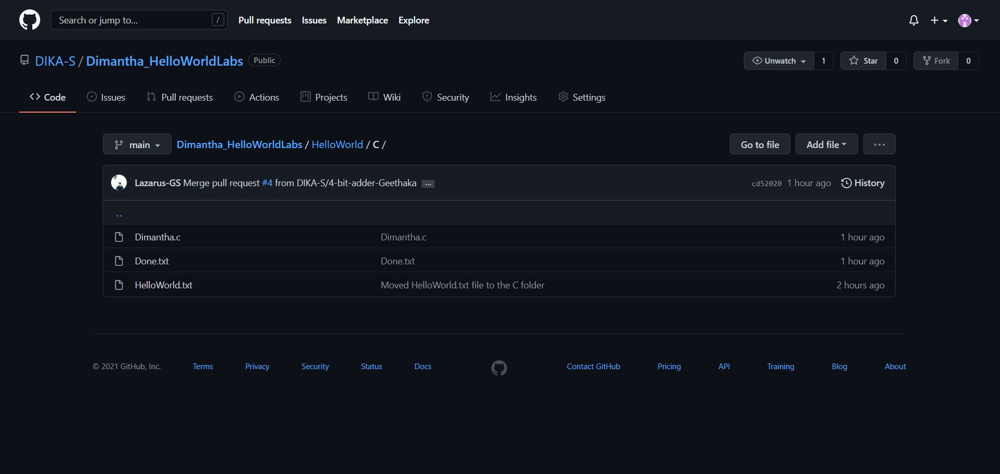 Search or jump to... / Pull requests Issues Marketplace Explore
DIKA-S / Dimantha_HelloWorldLabs Public Unwatch 1 Star 0 Fork 0
Code Issues Pull requests Actions Projects Wiki Security Insights Settings
main Dimantha_HelloWorldLabs / HelloWorld / C / Go to file Add file ...
Lazarus-GS Merge pull request #4 from DIKA-S/4-bit-adder-Geethaka ... cd52020 1 hour ago History
..
Dimantha.c Dimantha.c 1 hour ago
Done.txt Done.txt 1 hour ago
HelloWorld.txt Moved HelloWorld.txt file to the C folder 2 hours ago
© 2021 GitHub, Inc. Terms Privacy Security Status Docs Contact GitHub Pricing API Training Blog About